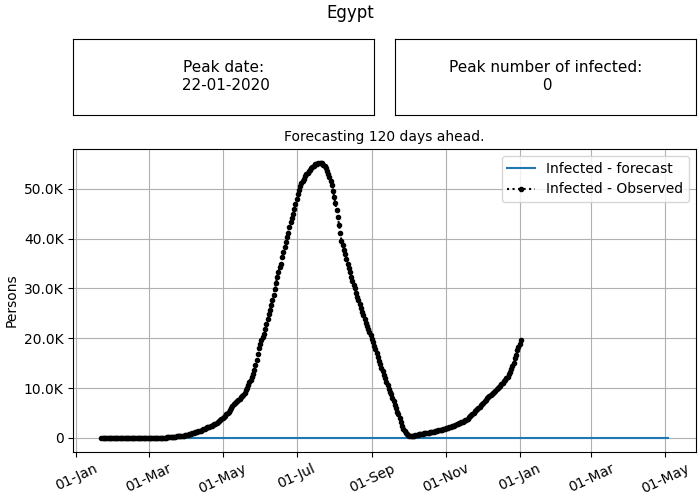 Egypt
Peak date:
22-01-2020
Peak number of infected:
0
Forecasting 120 days ahead.
Infected - forecast
Infected - Observed
Persons
50.0K
40.0K
30.0K
20.0K
10.0K
0
01-Jan
01-Mar
01-May
01-Jul
01-Sep
01-Nov
01-Jan
01-Mar
01-May